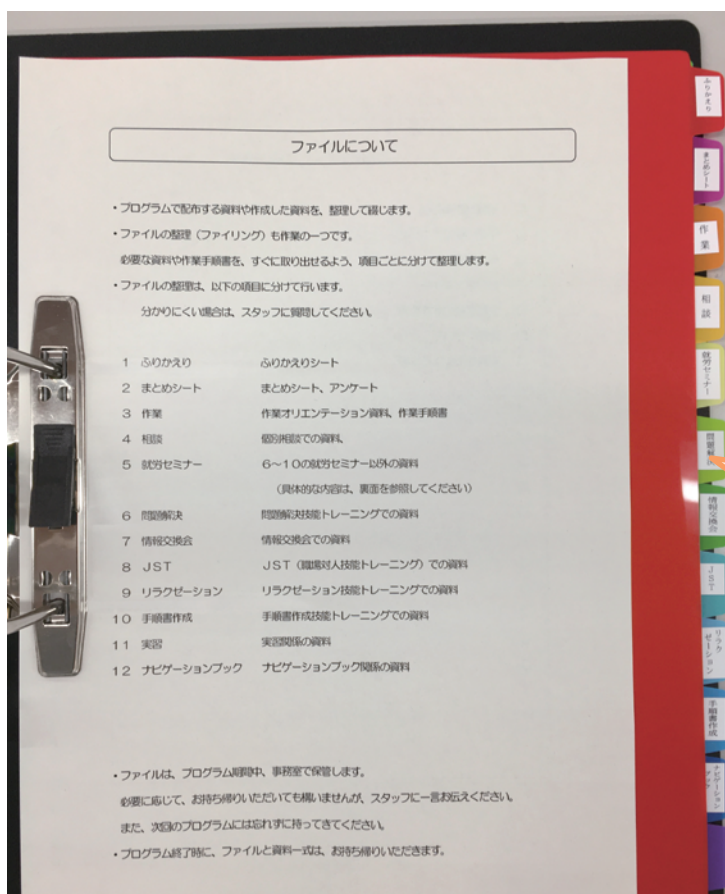 ファイルについて
・プログラムで配布する資料や作成した資料を、整理して綴じます。
・ファイルの整理（ファイリング）も作業の一つです。
必要な資料や作業手順書を、すぐに取り出せるよう、項目ごとに分けて整理します。
・ファイルの整理は、以下の項目に分けて行います。
分かりにくい場合は、スタッフに質問してください。
1 ふりかえり ふりかえりシート
2 まとめシート まとめシート、アンケート
3 作業 作業オリエンテーション資料、作業手順書
4 相談 個別相談での資料、
5 就労セミナー 6～10の就労セミナー以外の資料
（具体的な内容は、裏面を参照してください）
6 問題解決 問題解決技能トレーニングでの資料
7 情報交換会 情報交換会での資料
8 JST JST（職場対人技能トレーニング）での資料
9 リラクゼーション リラクゼーション技能トレーニングでの資料
10 手順書作成 手順書作成技能トレーニングでの資料
11 実習 実習関係の資料
12 ナビゲーションブック ナビゲーションブック関係の資料
・ファイルは、プログラム期間中、事務室で保管します。
必要に応じて、お持ち帰りいただいても構いませんが、スタッフに一言お伝えください。
また、次回のプログラムには忘れずに持ってきてください。
・プログラム終了時に、ファイルと資料一式は、お持ち帰りいただきます。
ふりかえり
まとめシート
作業
相談
就労セミナー
問題解決
情報交換会
JST
リラクゼーション
手順書作成
ナビゲーションブック